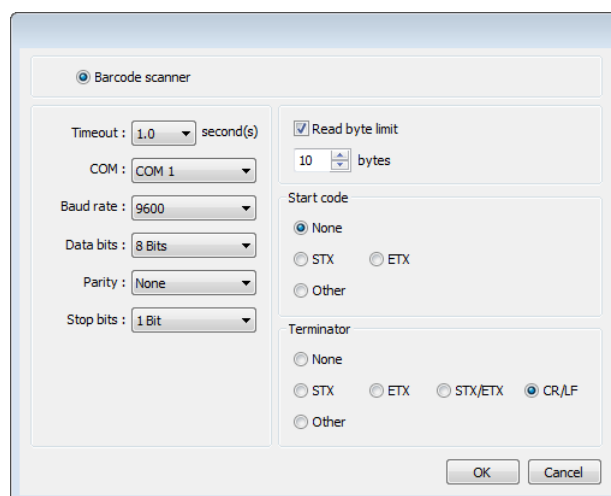 Barcode scanner
Timeout : 1.0 second(s)
COM : COM 1
Baud rate : 9600
Data bits : 8 Bits
Parity : None
Stop bits : 1 Bit
Read byte limit
10 bytes
Start code
None
STX ETX
Other
Terminator
None
STX ETX STX/ETX CR/LF
Other
OK Cancel